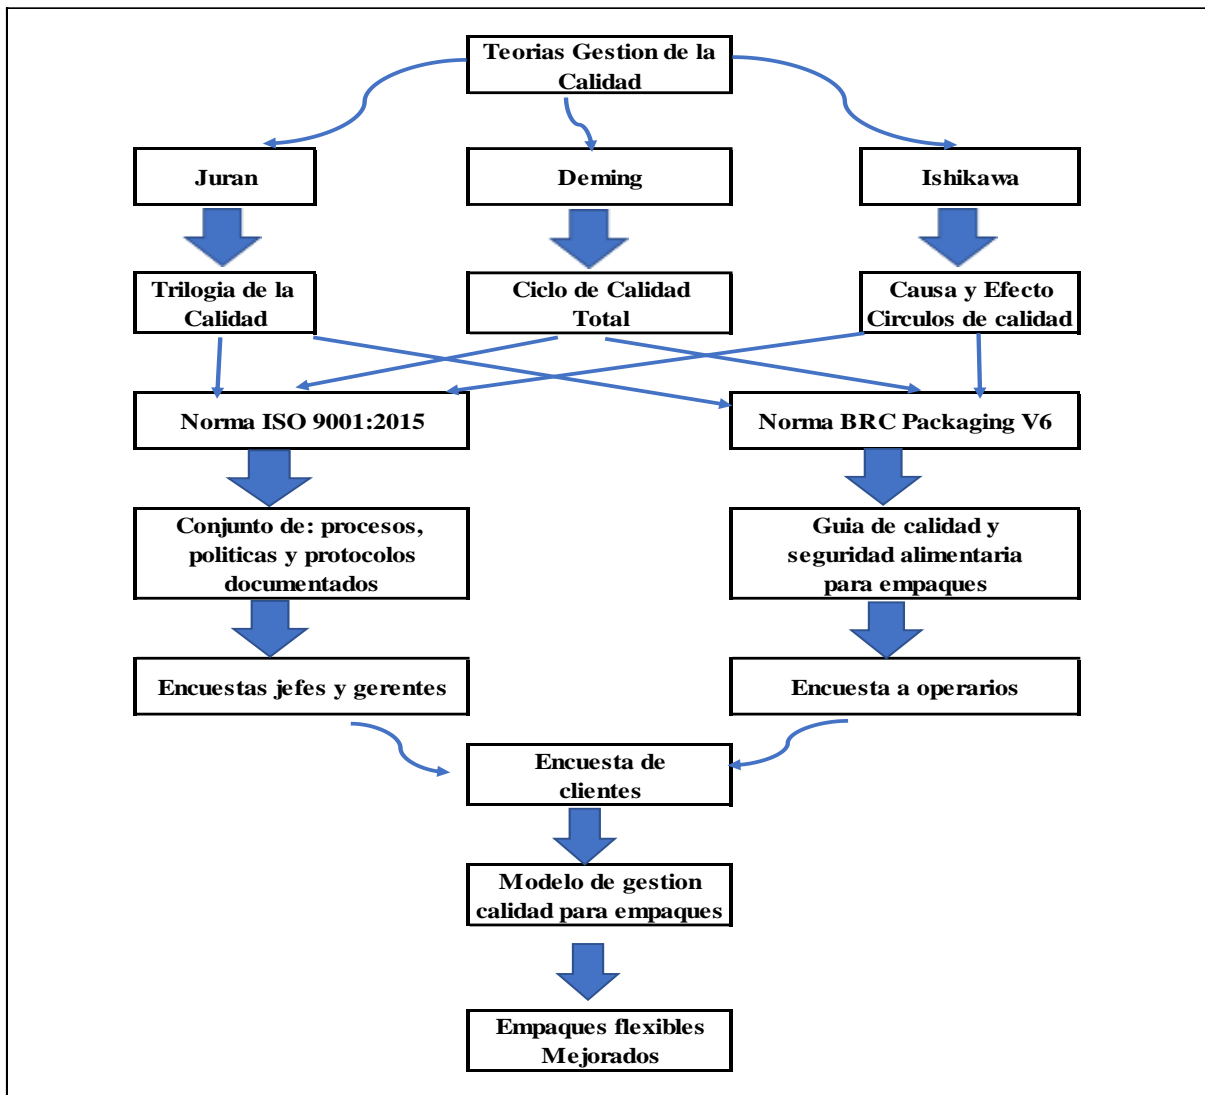 Teorias Gestion de la
Calidad
Juran
Deming
Ishikawa
Trilogia de la
Calidad
Ciclo de Calidad
Total
Causa y Efecto
Circulos de calidad
Norma ISO 9001:2015
Norma BRC Packaging V6
Conjunto de: procesos,
politicas y protocolos
documentados
Guia de calidad y
seguridad alimentaria
para empaques
Encuestas jefes y gerentes
Encuesta a operarios
Encuesta de
clientes
Modelo de gestion
calidad para empaques
Empaques flexibles
Mejorados